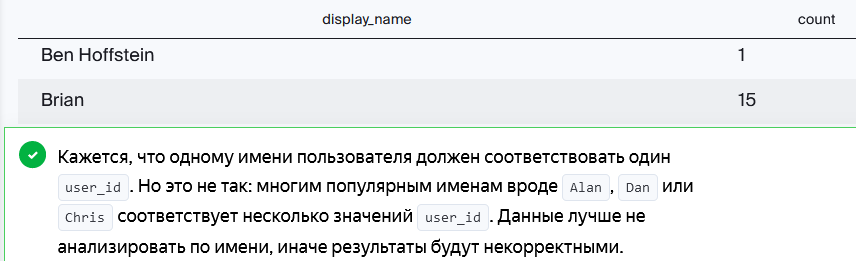 display_name count
Ben Hoffstein 1
Brian 15
Кажется, что одному имени пользователя должен соответствовать один
user_id. Но это не так: многим популярным именам вроде Alan, Dan или
Chris соответствует несколько значений user_id. Данные лучше не
анализировать по имени, иначе результаты будут некорректными.